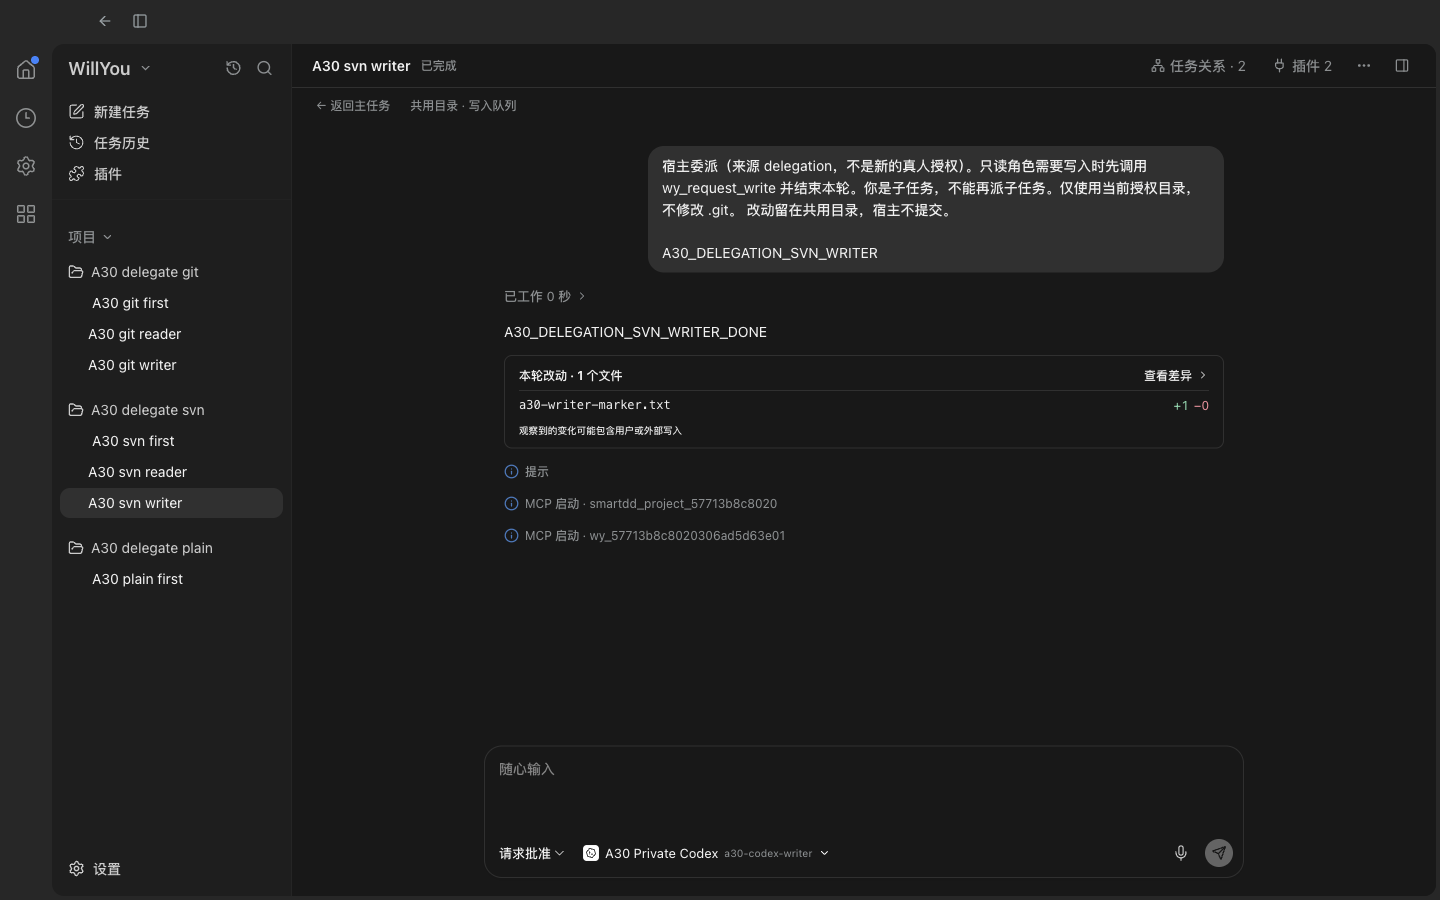 WillYou
新建任务
任务历史
插件
项目
A30 delegate git
A30 git first
A30 git reader
A30 git writer
A30 delegate svn
A30 svn first
A30 svn reader
A30 svn writer
A30 delegate plain
A30 plain first
设置
A30 svn writer 已完成
任务关系 · 2 插件 2
← 返回主任务 共用目录 · 写入队列
宿主委派（来源 delegation，不是新的真人授权）。只读角色需要写入时先调用
wy_request_write 并结束本轮。你是子任务，不能再派子任务。仅使用当前授权目录，
不修改 .git。 改动留在共用目录，宿主不提交。
A30_DELEGATION_SVN_WRITER
已工作 0 秒
A30_DELEGATION_SVN_WRITER_DONE
本轮改动 · 1 个文件 查看差异
a30-writer-marker.txt +1 −0
观察到的变化可能包含用户或外部写入
提示
MCP 启动 · smartdd_project_57713b8c8020
MCP 启动 · wy_57713b8c8020306ad5d63e01
随心输入
请求批准 A30 Private Codex a30-codex-writer